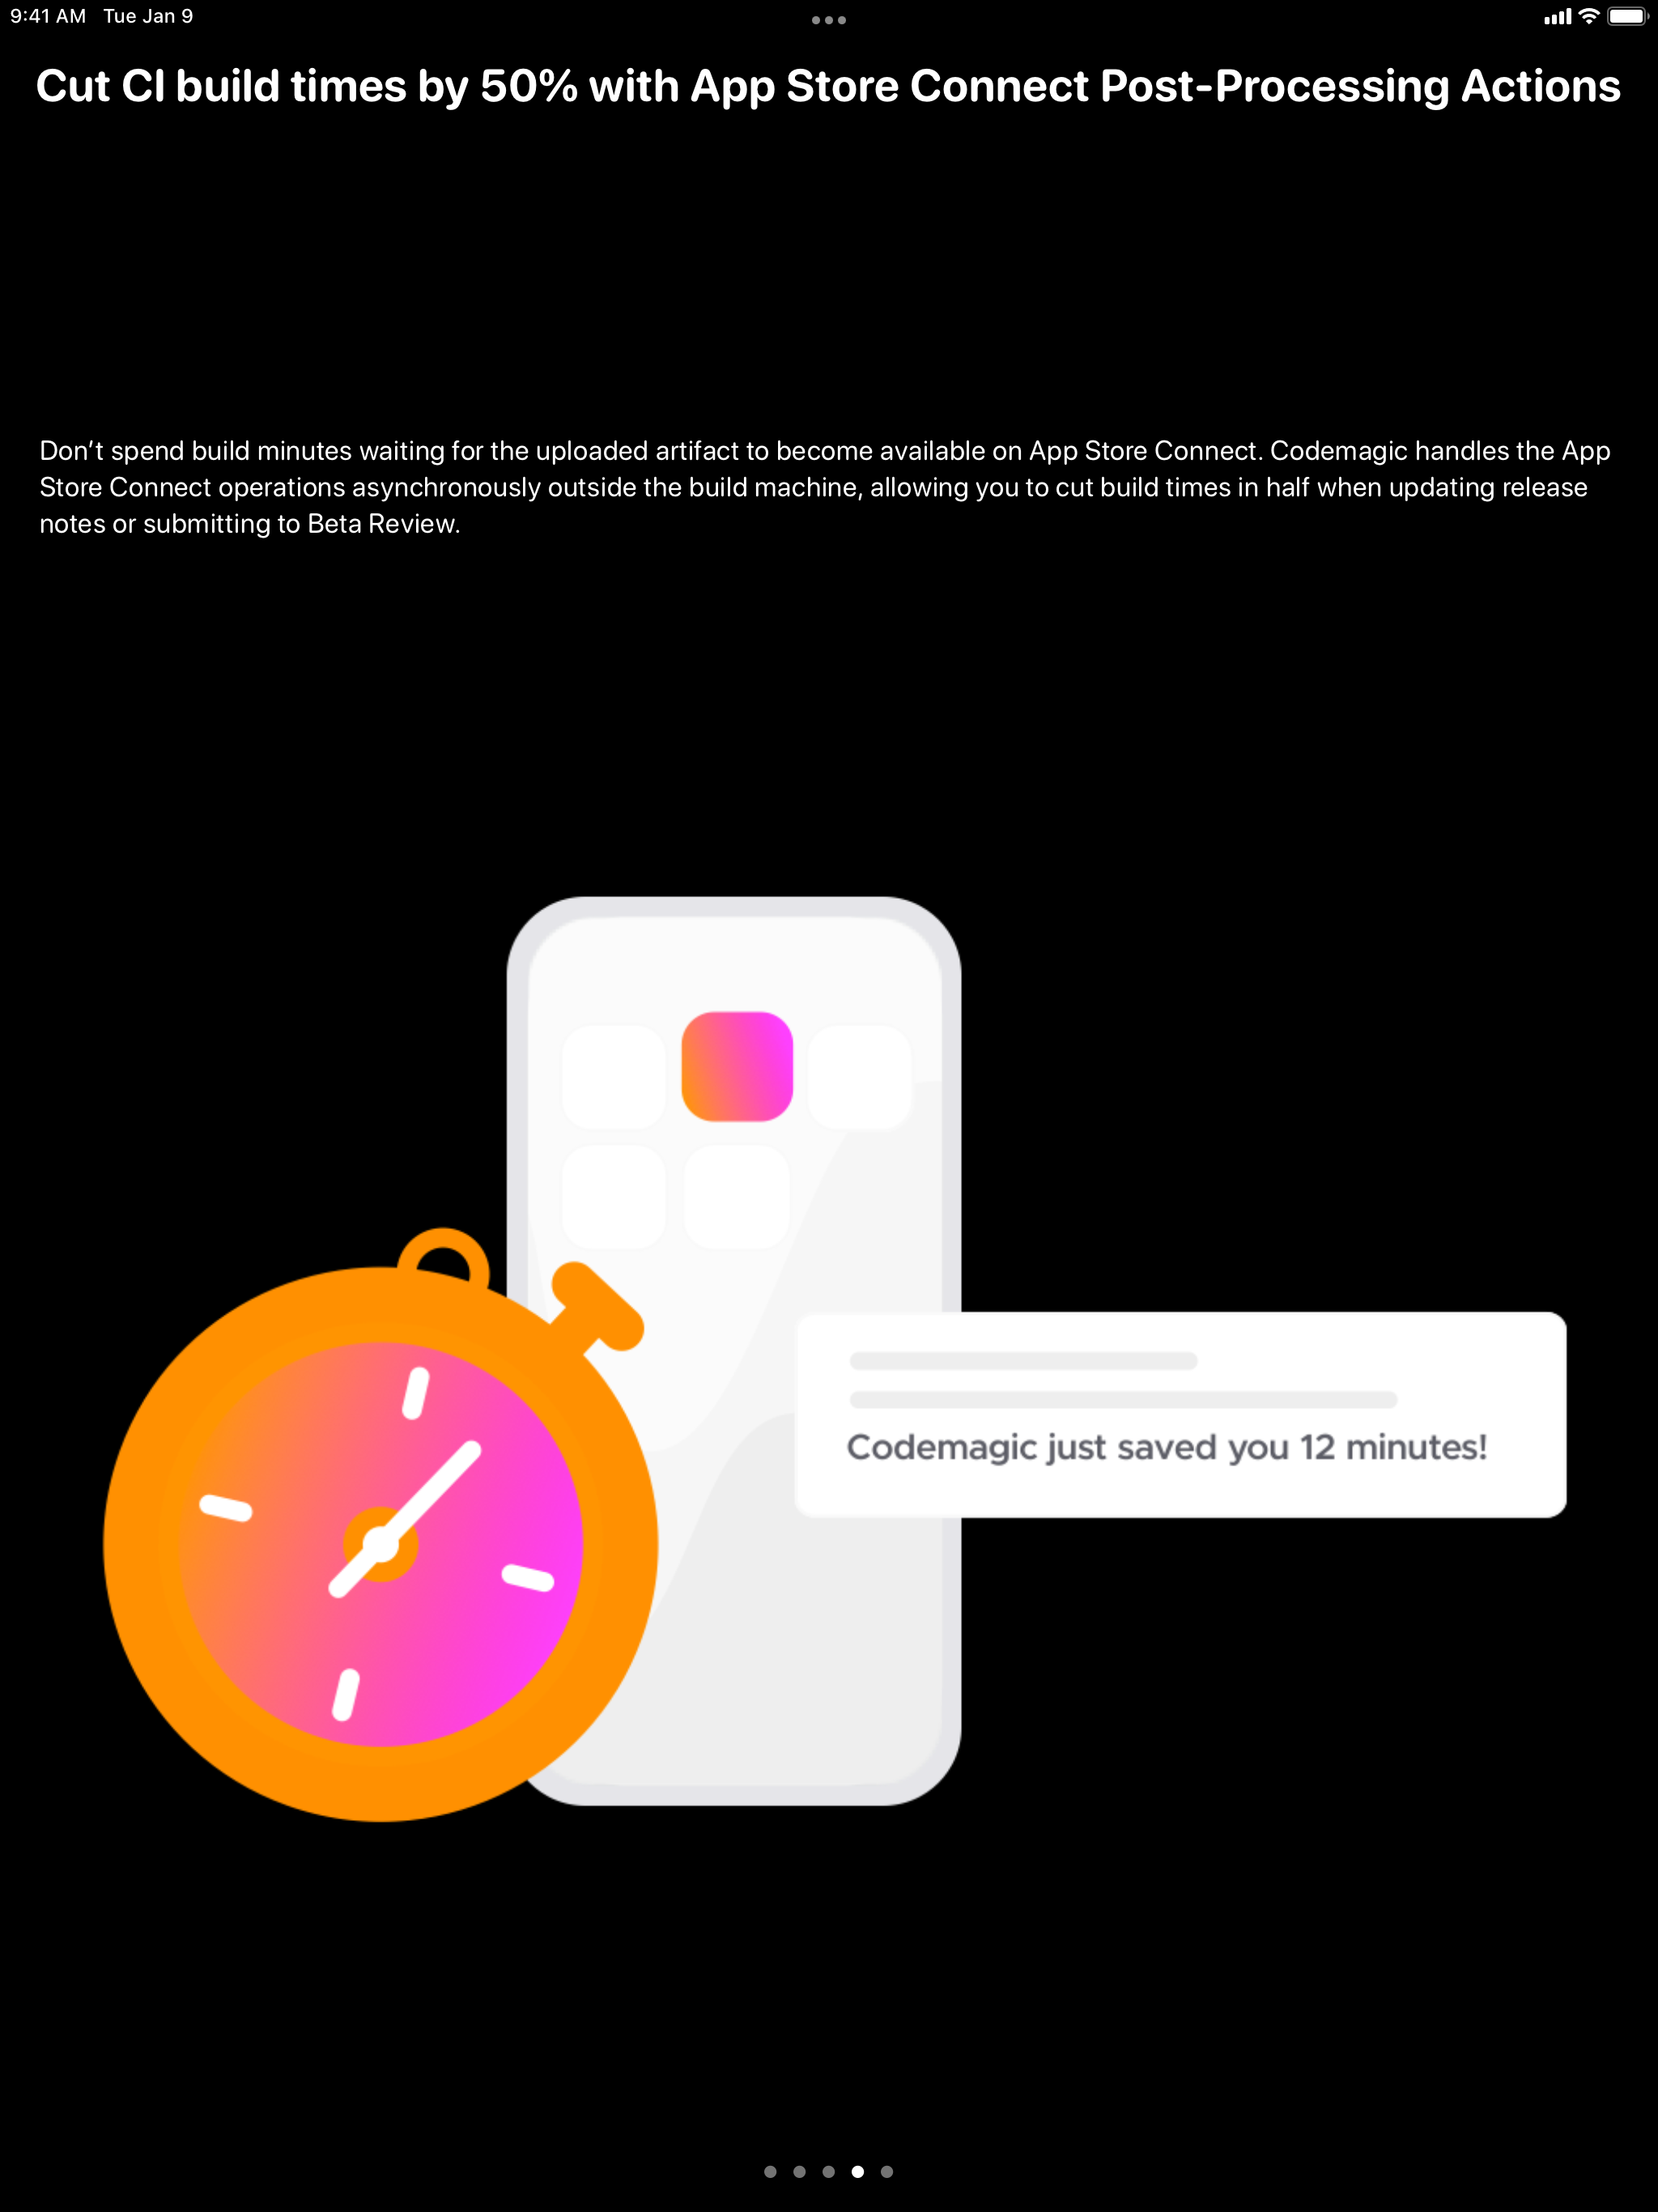 9:41 AM Tue Jan 9
Cut CI build times by 50% with App Store Connect Post-Processing Actions
Don’t spend build minutes waiting for the uploaded artifact to become available on App Store Connect. Codemagic handles the App
Store Connect operations asynchronously outside the build machine, allowing you to cut build times in half when updating release
notes or submitting to Beta Review.
Codemagic just saved you 12 minutes!